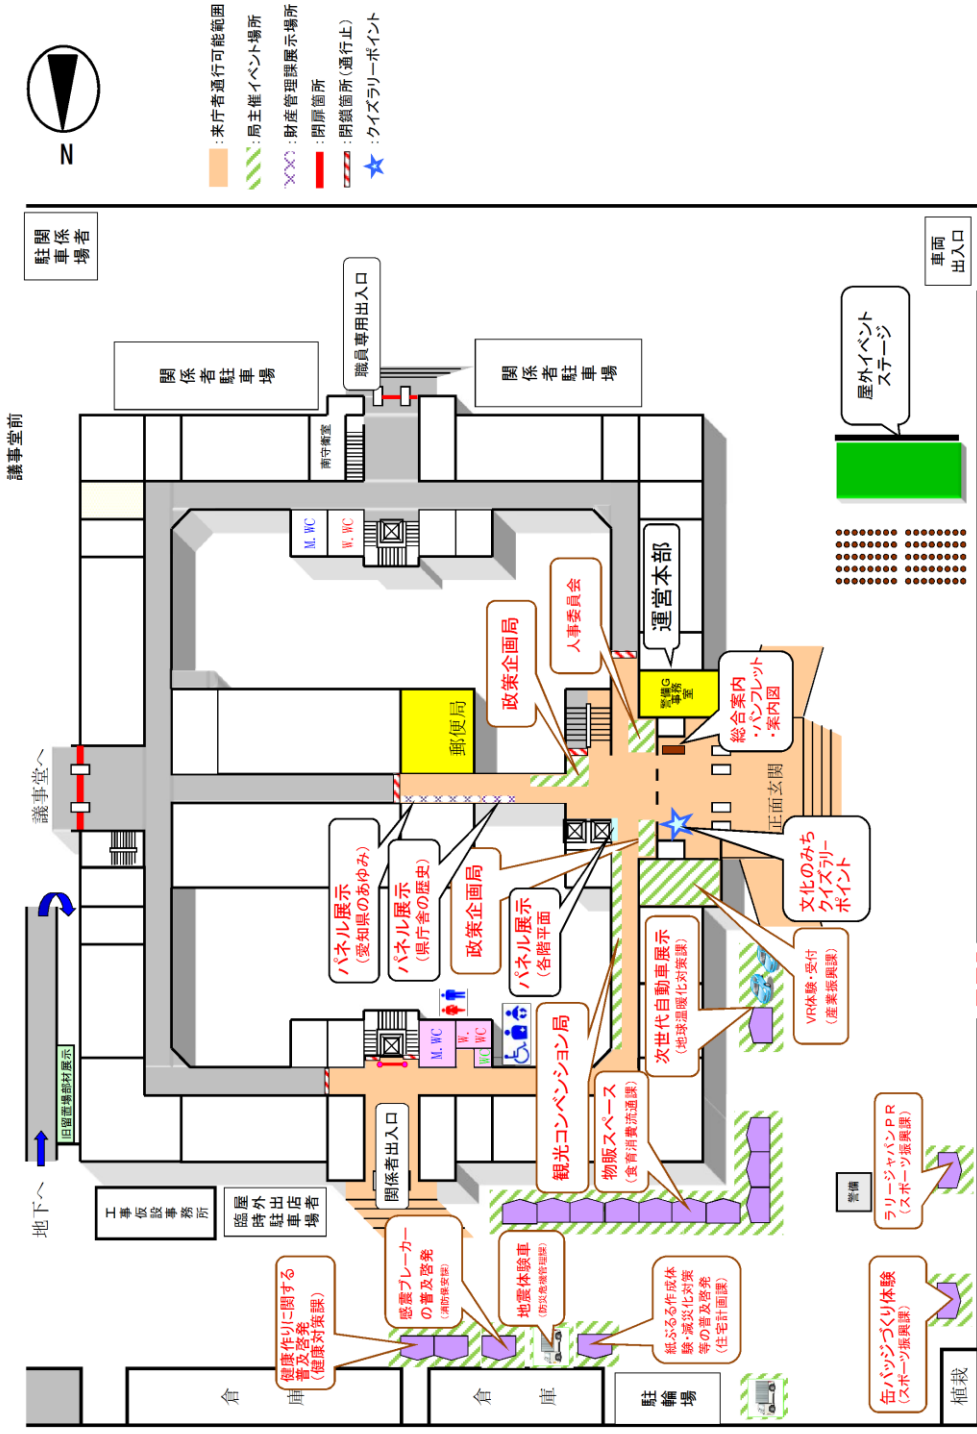 N
：来庁者通行可能範囲
：局主催イベント場所
：財産管理課展示場所
：閉扉箇所
：閉鎖箇所（通行止）
：クイズラリーポイント
議事堂前
関係者
駐車場
関係者
駐車場
職員専用出入口
関係者
駐車場
車両
出入口
屋外イベント
ステージ
南守衛室
M.WC
W.WC
議事堂へ
郵便局
政策企画局
人事委員会
運営本部
警備G
事務
室
総合案内
・パンフレット
・案内図
正面玄関
文化のみち
クイズラリー
ポイント
パネル展示
（愛知県のあゆみ）
パネル展示
（県庁舎の歴史）
政策企画局
パネル展示
（各階平面）
M.WC
W.
WC
WC
VR体験・受付
（産業振興課）
次世代自動車展示
（地球温暖化対策課）
観光コンベンション局
物販スペース
（食育消費流通課）
旧留置場部材展示
地下へ
関係者出入口
工事
仮設
事務所
臨時駐車場
屋外出店者
警備
ラリージャパンPR
（スポーツ振興課）
健康作りに関する
普及啓発
（健康対策課）
感震ブレーカー
の普及啓発
（消防保安課）
地震体験車
（防災危機管理課）
紙ぶるる作成体
験・減災化対策
等の普及啓発
（住宅計画課）
缶バッジづくり体験
（スポーツ振興課）
倉庫
倉庫
駐輪場
植栽